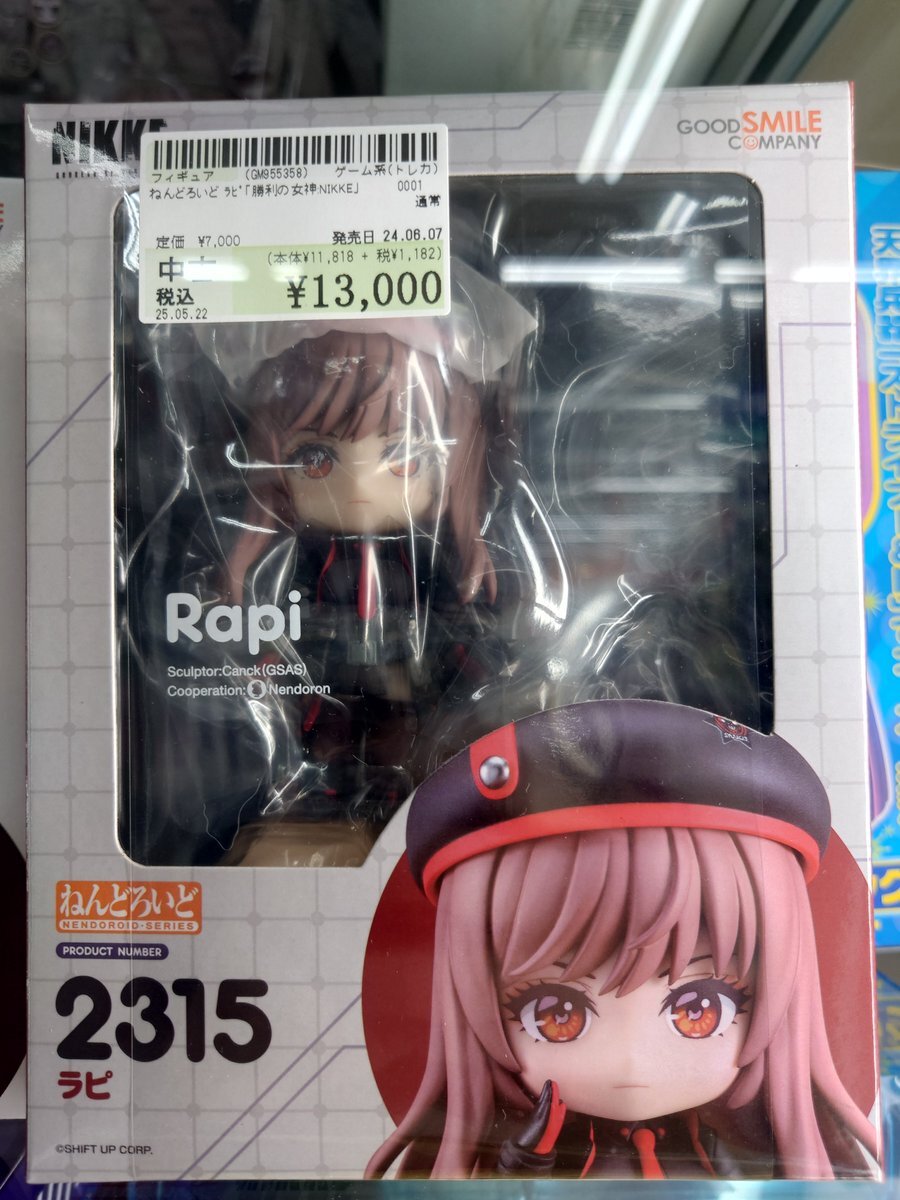 NIKKE
GOOD SMILE
COMPANY
フィギュア (GM955358) ゲーム系(トレカ)
ねんどろいど ﾗﾋﾟ「勝利の女神:NIKKE」 0001
通常
定価 ¥7,000 発売日 24.06.07
(本体¥11,818 + 税¥1,182)
中古
税込 ¥13,000
25.05.22
Rapi
Sculptor:Canck(GSAS)
Cooperation: Nendoron
ねんどろいど
NENDOROID·SERIES
PRODUCT NUMBER
2315
ラピ
©SHIFT UP CORP.